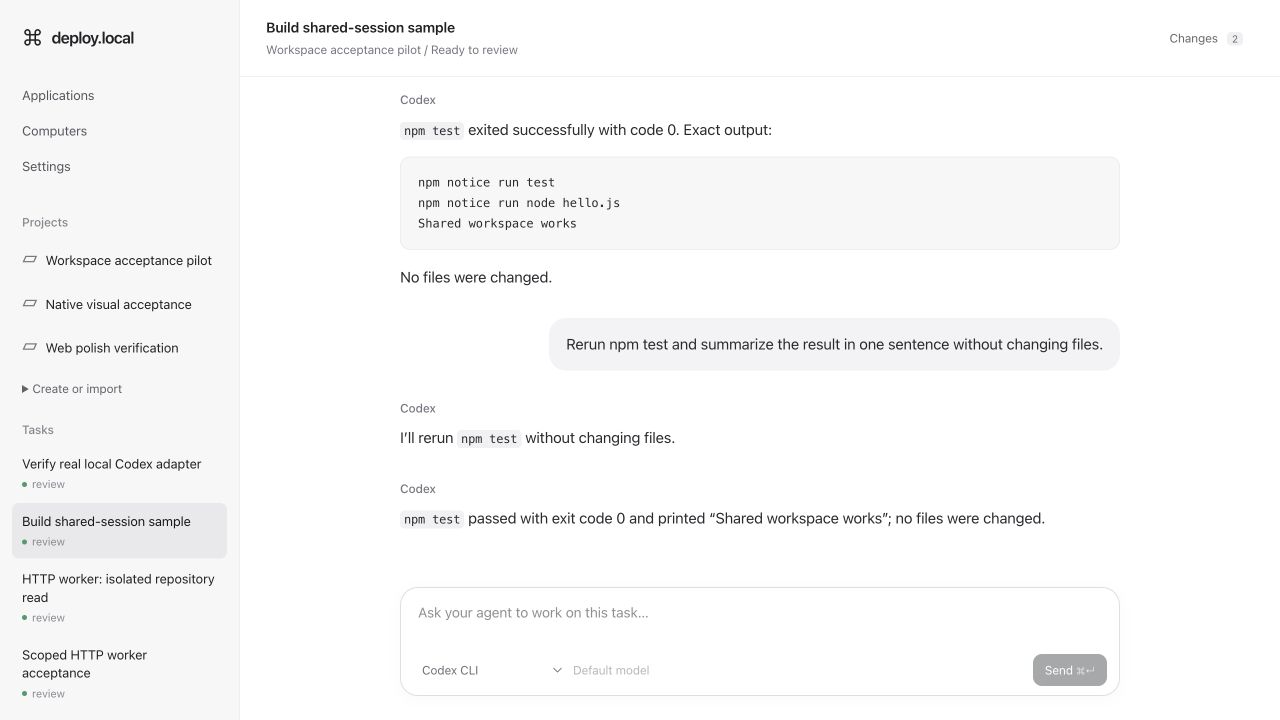 deploy.local
Applications
Computers
Settings
Projects
Workspace acceptance pilot
Native visual acceptance
Web polish verification
Create or import
Tasks
Verify real local Codex adapter
review
Build shared-session sample
review
HTTP worker: isolated repository
read
review
Scoped HTTP worker
acceptance
review
Build shared-session sample
Workspace acceptance pilot / Ready to review
Changes 2
Codex
npm test exited successfully with code 0. Exact output:
npm notice run test
npm notice run node hello.js
Shared workspace works
No files were changed.
Rerun npm test and summarize the result in one sentence without changing files.
Codex
I’ll rerun npm test without changing files.
Codex
npm test passed with exit code 0 and printed “Shared workspace works”; no files were changed.
Ask your agent to work on this task...
Codex CLI
Default model
Send ⌘↵